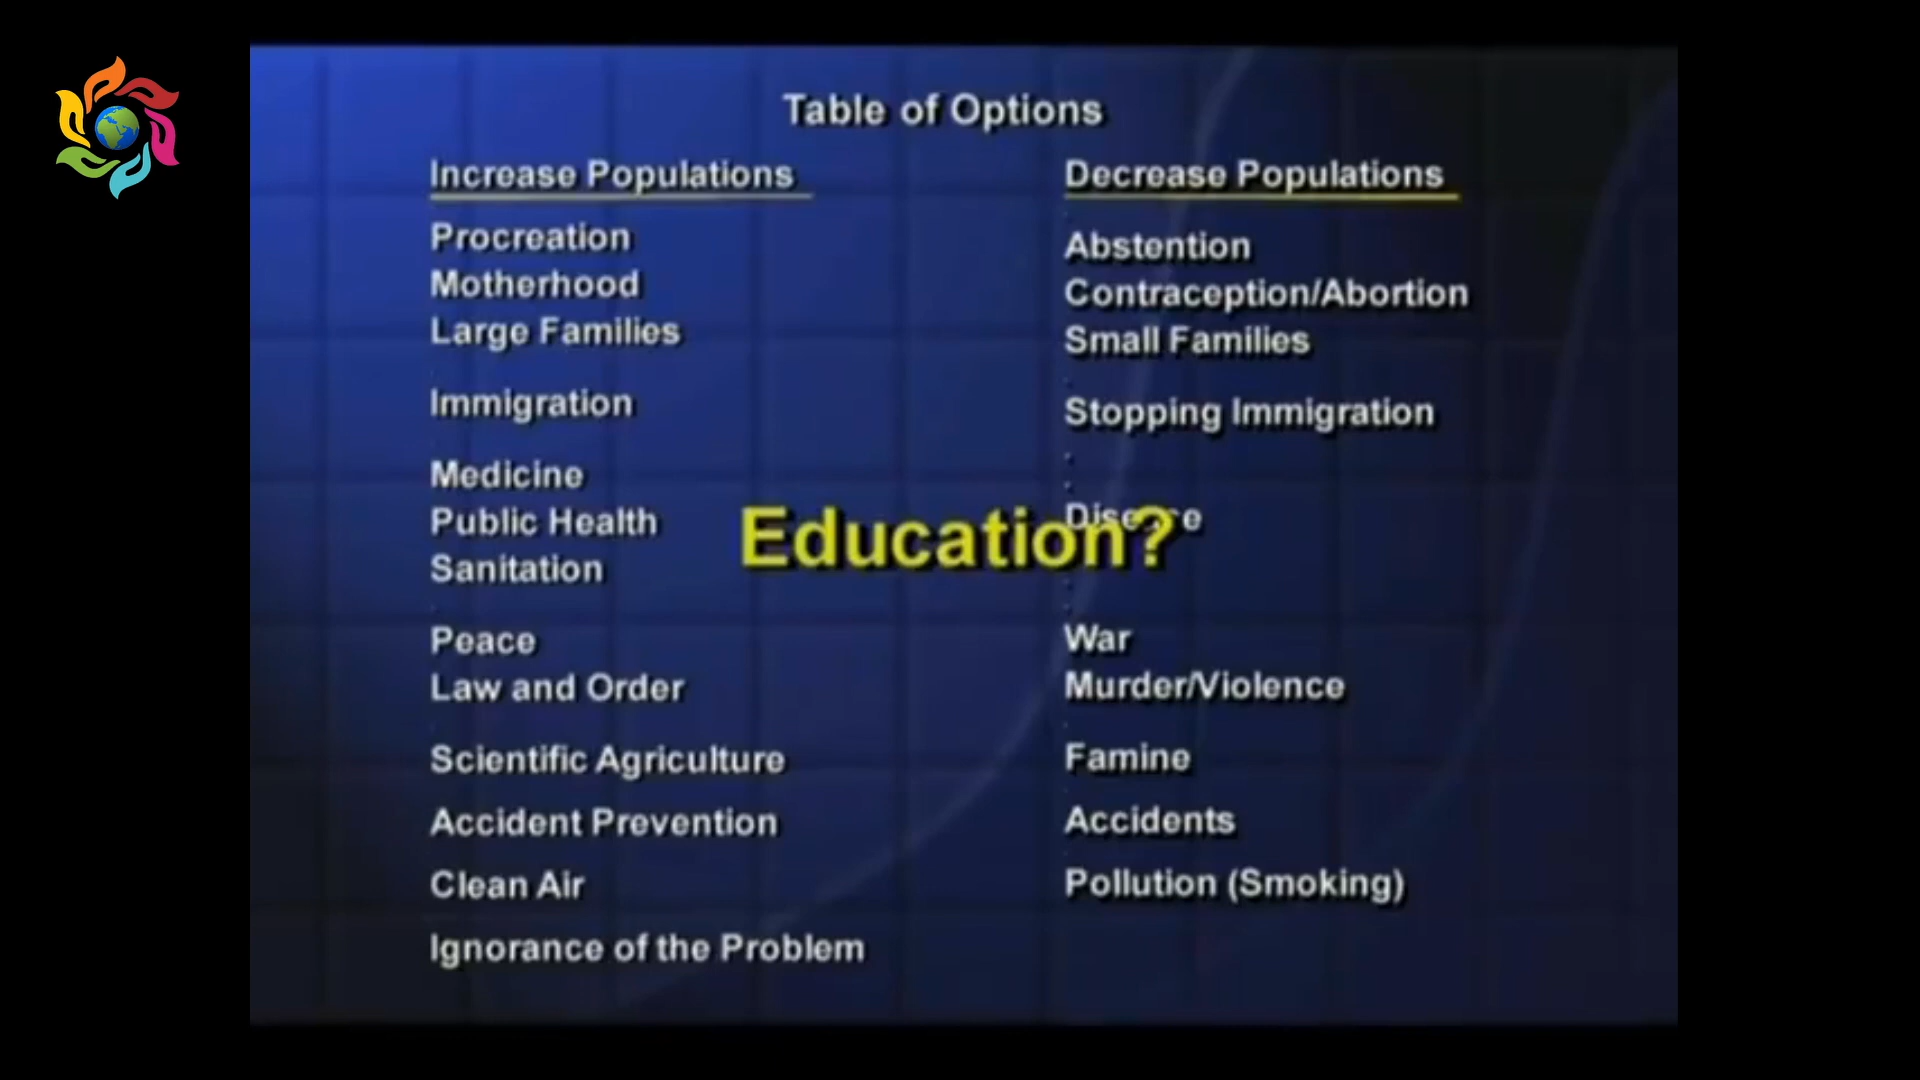 Table of Options
Increase Populations
Procreation
Motherhood
Large Families
Immigration
Medicine
Public Health
Sanitation
Peace
Law and Order
Scientific Agriculture
Accident Prevention
Clean Air
Ignorance of the Problem
Education?
Decrease Populations
Abstention
Contraception/Abortion
Small Families
Stopping Immigration
Disease
War
Murder/Violence
Famine
Accidents
Pollution (Smoking)